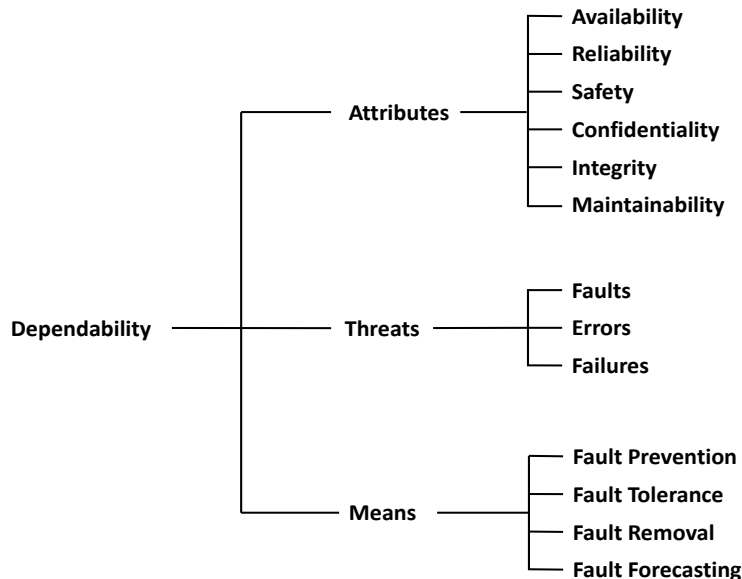 Dependability
Attributes
Availability
Reliability
Safety
Confidentiality
Integrity
Maintainability
Threats
Faults
Errors
Failures
Means
Fault Prevention
Fault Tolerance
Fault Removal
Fault Forecasting